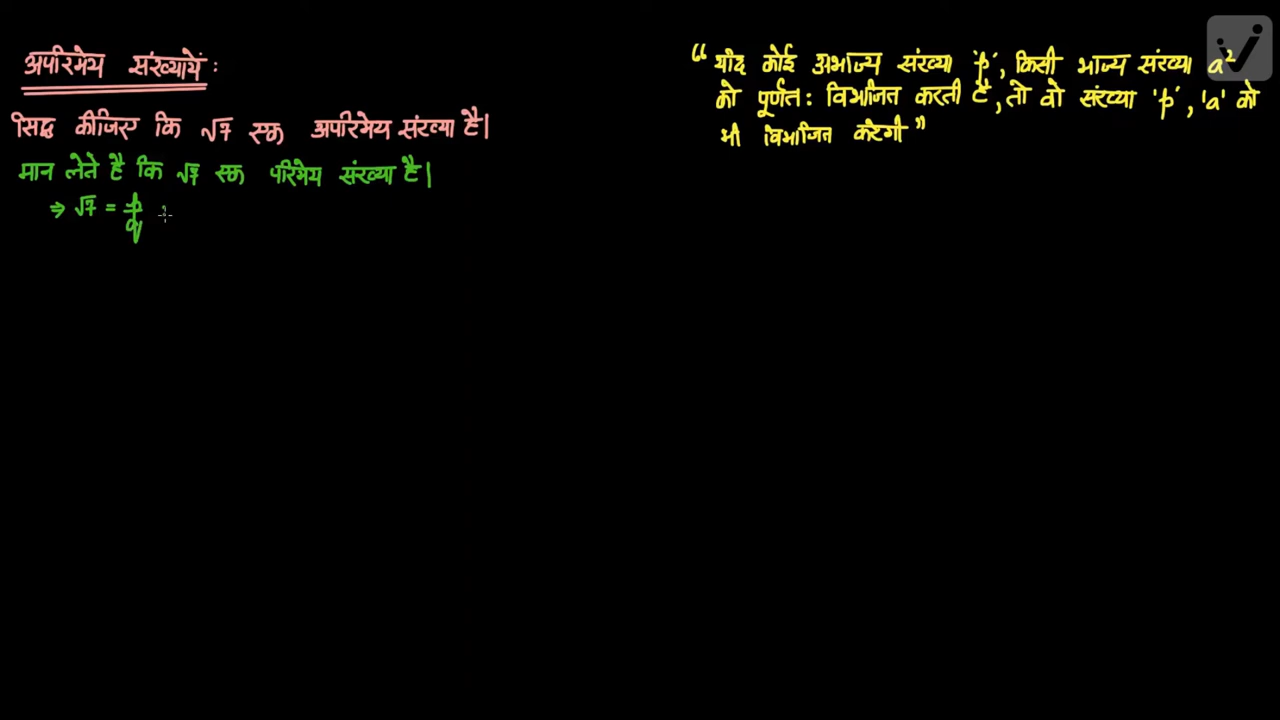 अपरिमेय संख्यायें :
सिद्ध कीजिए कि √7 एक अपरिमेय संख्या है।
मान लेते है कि √7 एक परिमेय संख्या है।
⇒ √7 = p/q
“ यदि कोई अभाज्य संख्या 'p', किसी भाज्य संख्या a²
को पूर्णत: विभाजित करती है, तो वो संख्या 'p', 'a' को
भी विभाजित करेगी ”